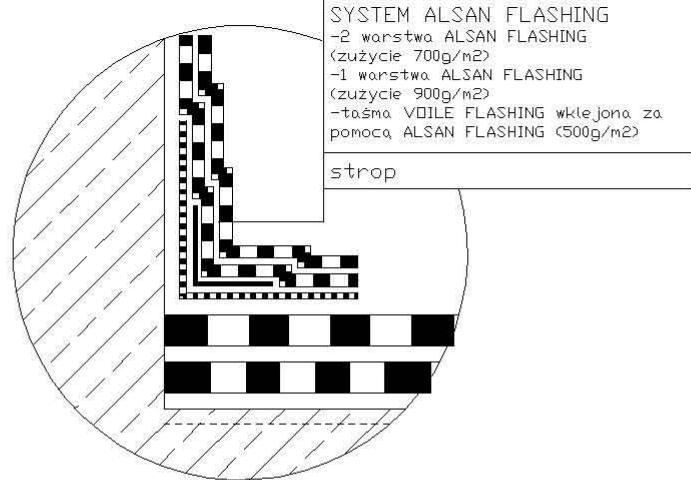 SYSTEM ALSAN FLASHING
-2 warstwa ALSAN FLASHING
(zużycie 700g/m2)
-1 warstwa ALSAN FLASHING
(zużycie 900g/m2)
-taśma V□ILE FLASHING wklejona za
pomocą ALSAN FLASHING (500g/m2)
strop